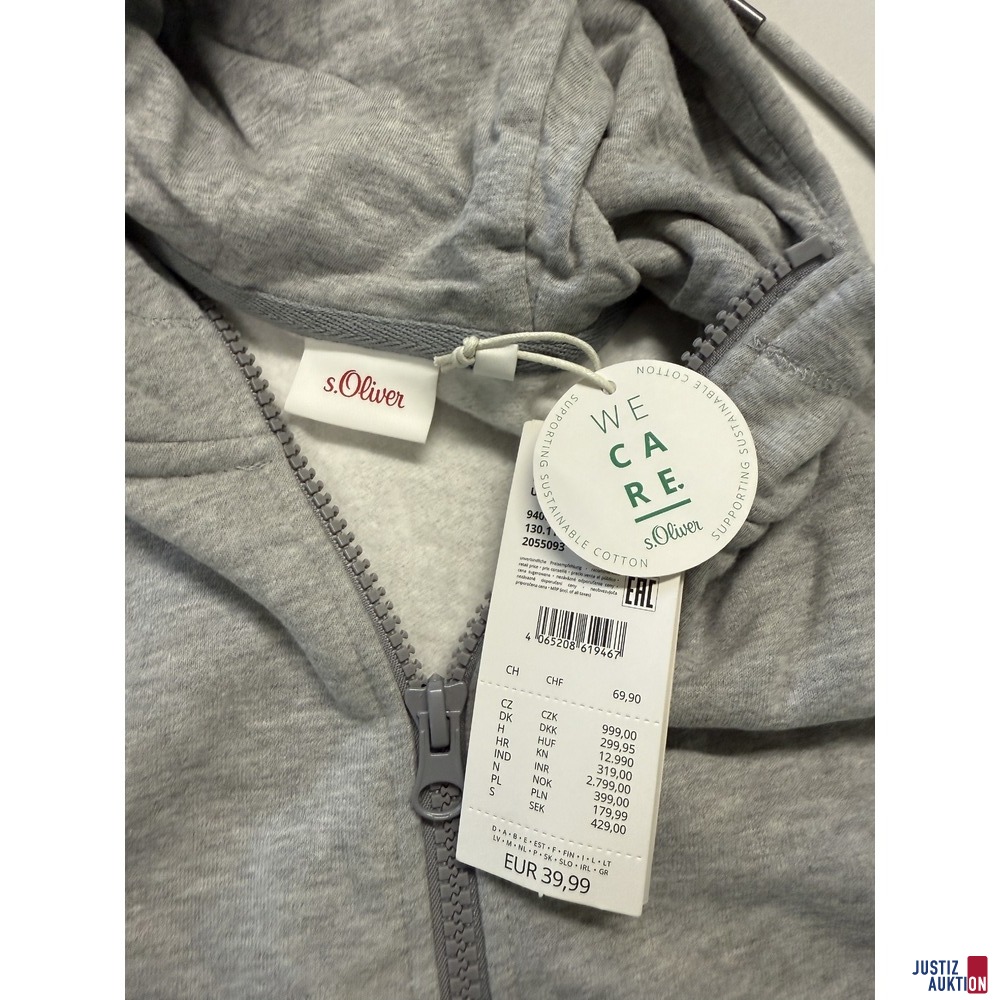 s.Oliver
WE
CA
RE
s.Oliver
SUPPORTING SUSTAINABLE COTTON
SUPPORTING SUSTAINABLE COTTON
2055093
EAL
4 065208 619467
CH CHF 69,90
CZ CZK 999,00
DK DKK 299,95
H HUF 12.990
HR KN 319,00
IND INR 2.799,00
N NOK 399,00
PL PLN 179,99
S SEK 429,00
D • A • B • E • EST • F • FIN • I • L • LT
LV • M • NL • P • SK • SLO • IRL • GR
EUR 39,99
JUSTIZ
AUKTION